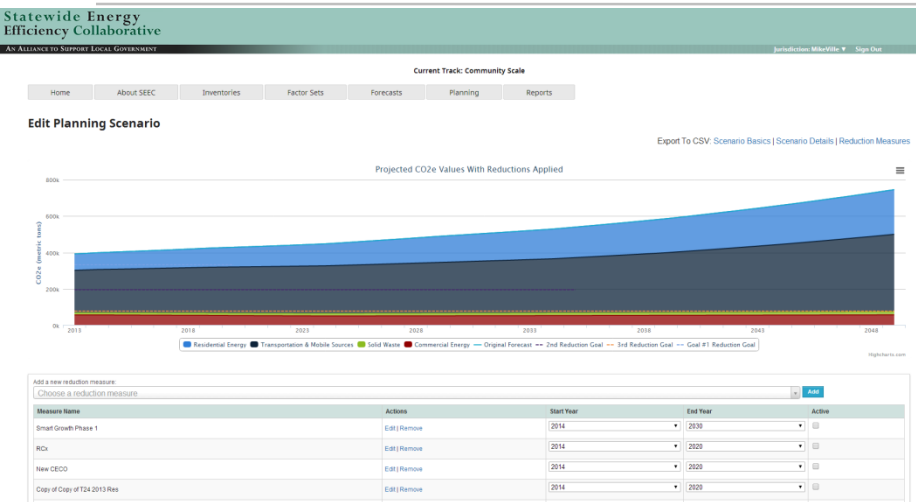 Statewide Energy
Efficiency Collaborative
An Alliance to Support Local Government
Jurisdiction: MikeVille ▼ Sign Out
Current Track: Community Scale
Home About SEEC Inventories Factor Sets Forecasts Planning Reports
Edit Planning Scenario
Export To CSV: Scenario Basics | Scenario Details | Reduction Measures
Projected CO2e Values With Reductions Applied
800k
600k
400k
200k
0k
CO2e (metric tons)
2013 2018 2023 2028 2033 2038 2043 2048
Residential Energy Transportation & Mobile Sources Solid Waste Commercial Energy Original Forecast 2nd Reduction Goal 3rd Reduction Goal Goal #1 Reduction Goal
Highcharts.com
Add a new reduction measure:
Choose a reduction measure Add
Measure Name Actions Start Year End Year Active
Smart Growth Phase 1 Edit | Remove 2014 2030
RCx Edit | Remove 2014 2020
New CECO Edit | Remove 2014 2020
Copy of Copy of T24 2013 Res Edit | Remove 2014 2020